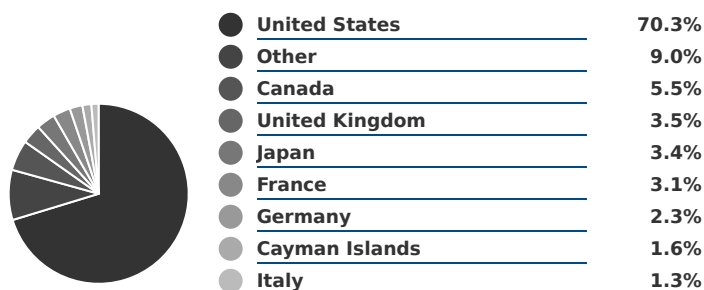 United States 70.3%
Other 9.0%
Canada 5.5%
United Kingdom 3.5%
Japan 3.4%
France 3.1%
Germany 2.3%
Cayman Islands 1.6%
Italy 1.3%